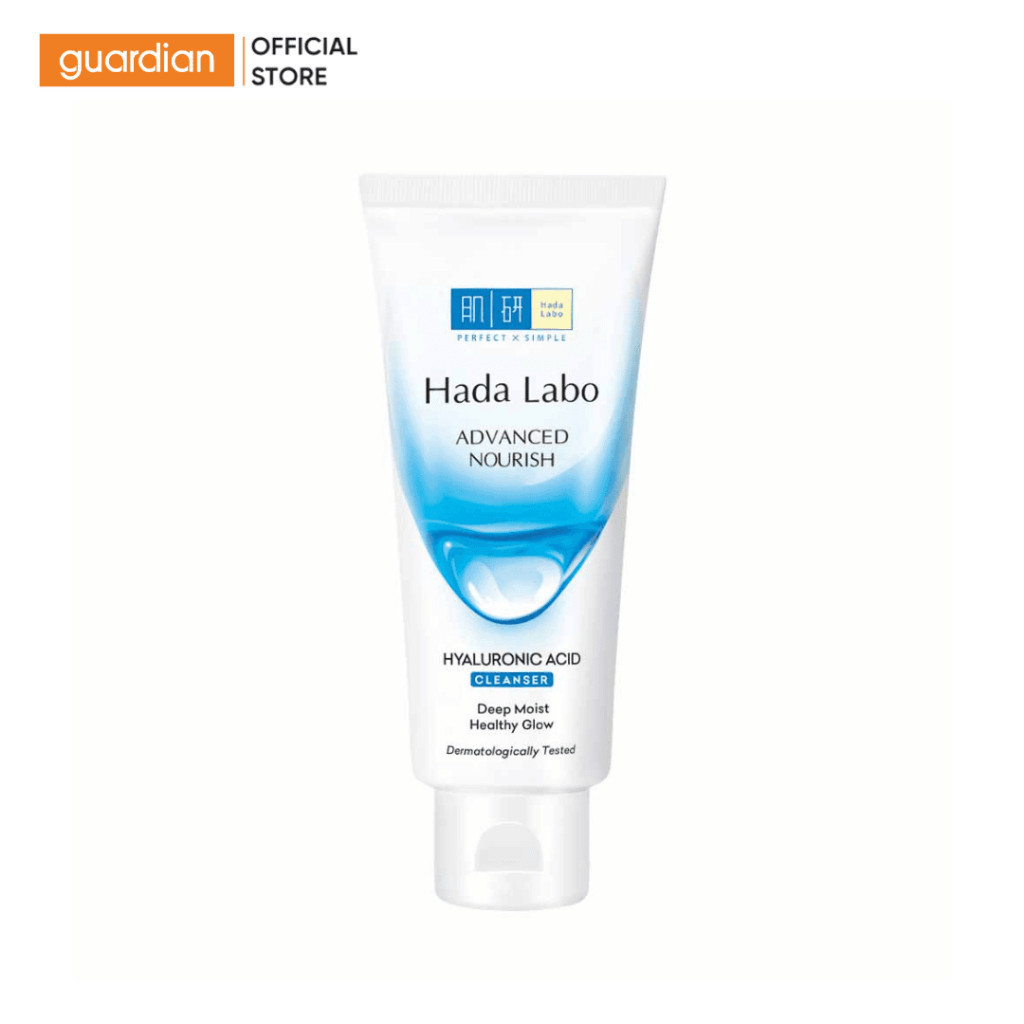 guardian
OFFICIAL
STORE
肌研
Hada
Labo
PERFECT × SIMPLE
Hada Labo
ADVANCED
NOURISH
HYALURONIC ACID
CLEANSER
Deep Moist
Healthy Glow
Dermatologically Tested